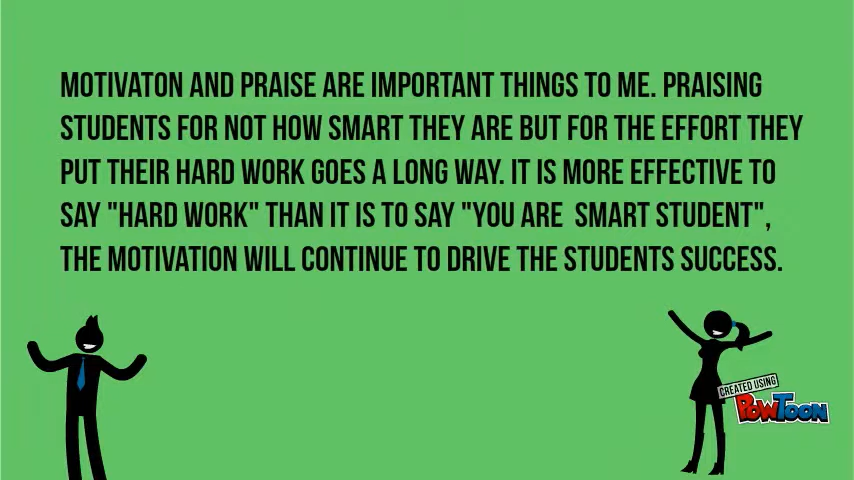 MOTIVATON AND PRAISE ARE IMPORTANT THINGS TO ME. PRAISING
STUDENTS FOR NOT HOW SMART THEY ARE BUT FOR THE EFFORT THEY
PUT THEIR HARD WORK GOES A LONG WAY. IT IS MORE EFFECTIVE TO
SAY "HARD WORK" THAN IT IS TO SAY "YOU ARE  SMART STUDENT",
THE MOTIVATION WILL CONTINUE TO DRIVE THE STUDENTS SUCCESS.
CREATED USING
POWTOON